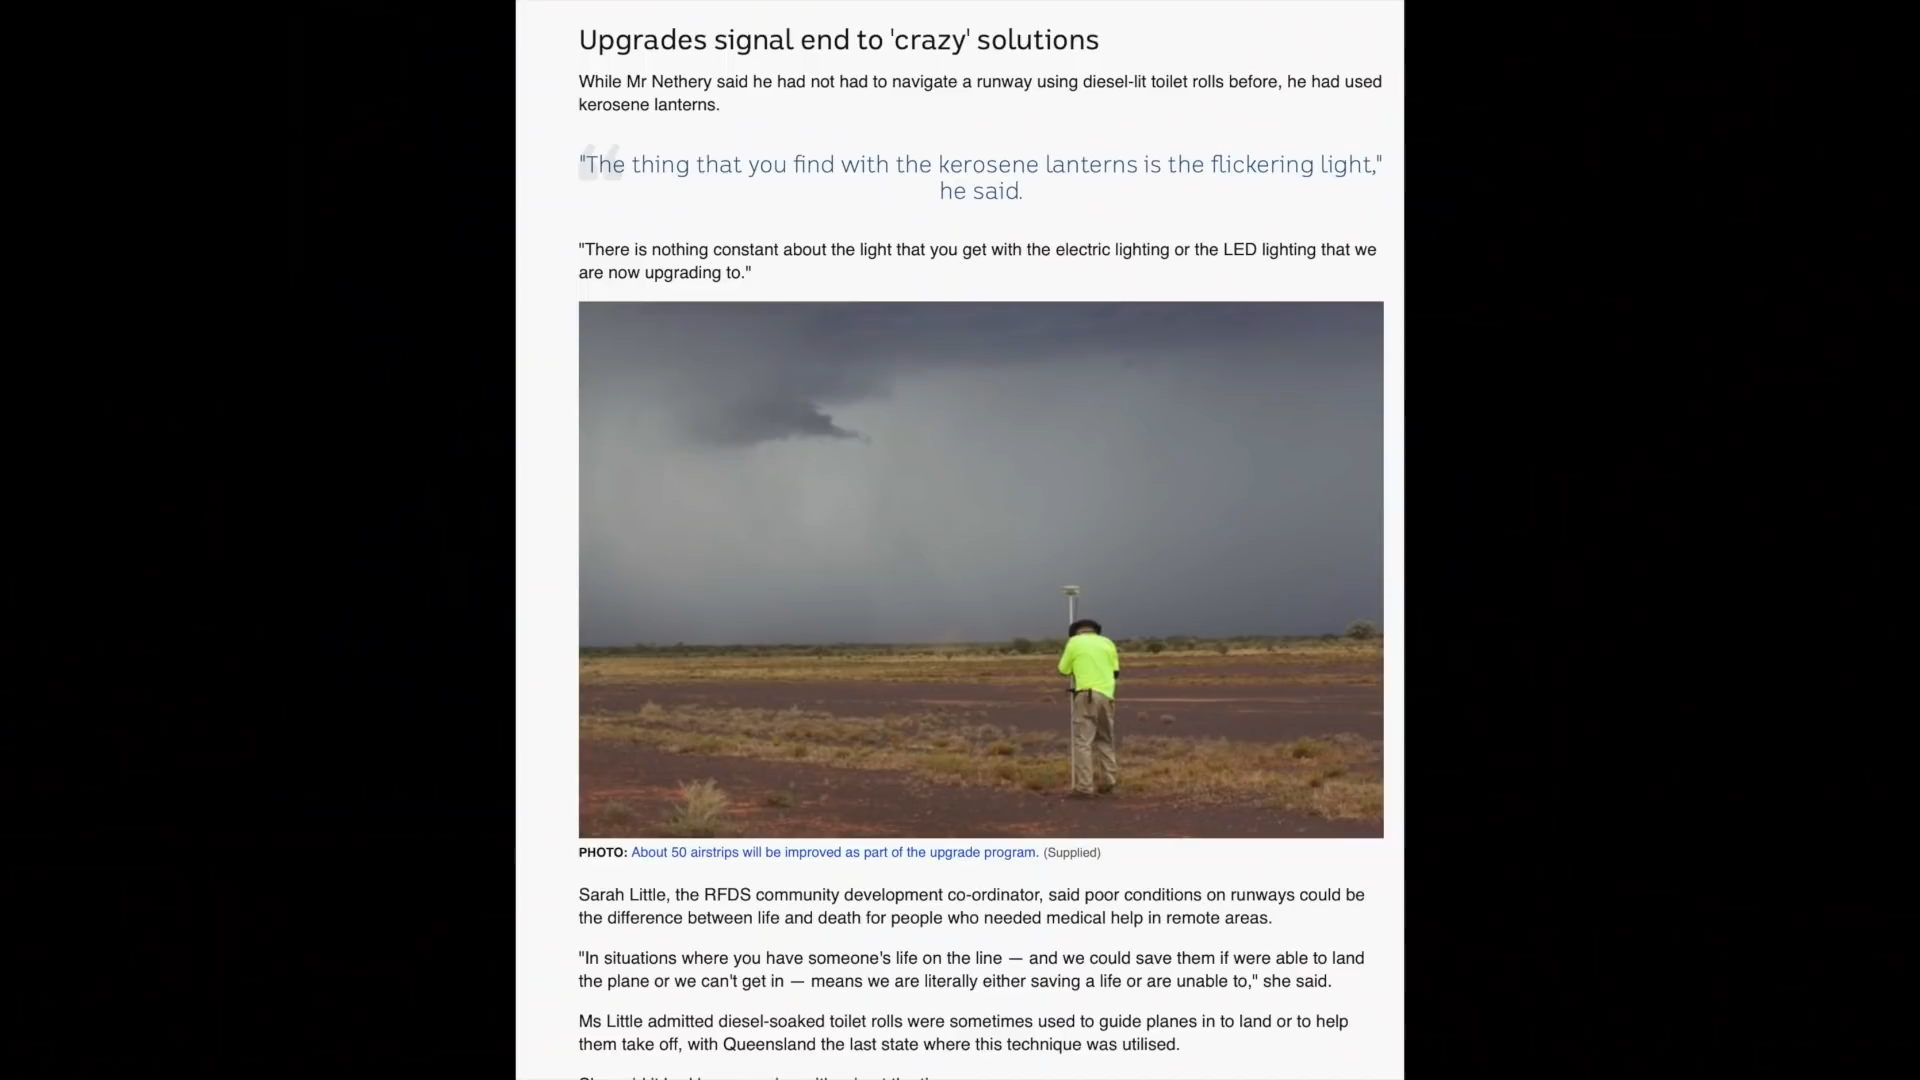 Upgrades signal end to 'crazy' solutions
While Mr Nethery said he had not had to navigate a runway using diesel-lit toilet rolls before, he had used
kerosene lanterns.
"The thing that you find with the kerosene lanterns is the flickering light,"
he said.
"There is nothing constant about the light that you get with the electric lighting or the LED lighting that we
are now upgrading to."
PHOTO: About 50 airstrips will be improved as part of the upgrade program. (Supplied)
Sarah Little, the RFDS community development co-ordinator, said poor conditions on runways could be
the difference between life and death for people who needed medical help in remote areas.
"In situations where you have someone's life on the line — and we could save them if were able to land
the plane or we can't get in — means we are literally either saving a life or are unable to," she said.
Ms Little admitted diesel-soaked toilet rolls were sometimes used to guide planes in to land or to help
them take off, with Queensland the last state where this technique was utilised.